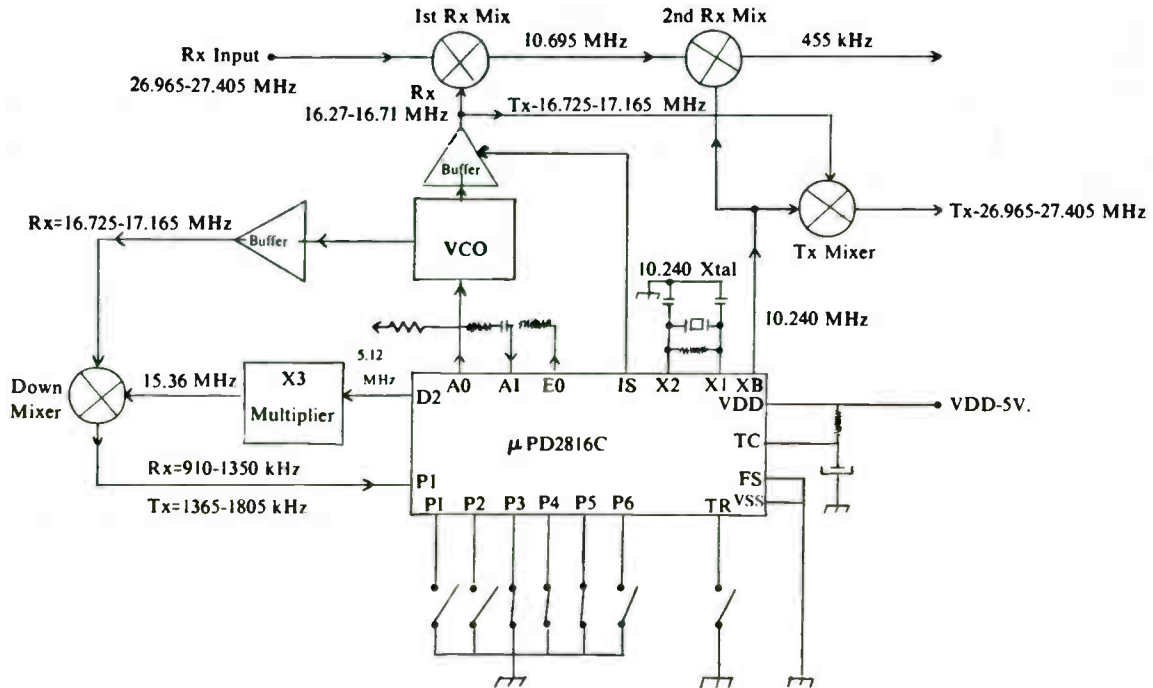 1st Rx Mix
2nd Rx Mix
Rx Input
10.695 MHz
455 kHz
26.965-27.405 MHz
Rx
16.27-16.71 MHz
Tx-16.725-17.165 MHz
Buffer
Rx=16.725-17.165 MHz
Buffer
VCO
Tx-26.965-27.405 MHz
Tx Mixer
10.240 Xtal
10.240 MHz
Down
Mixer
15.36 MHz
X3
Multiplier
5.12
MHz
D2
A0
A1
E0
IS
X2
X1
XB
VDD
VDD-5V.
μPD2816C
TC
FS
VSS
Rx=910-1350 kHz
Tx=1365-1805 kHz
P1
P1
P2
P3
P4
P5
P6
TR